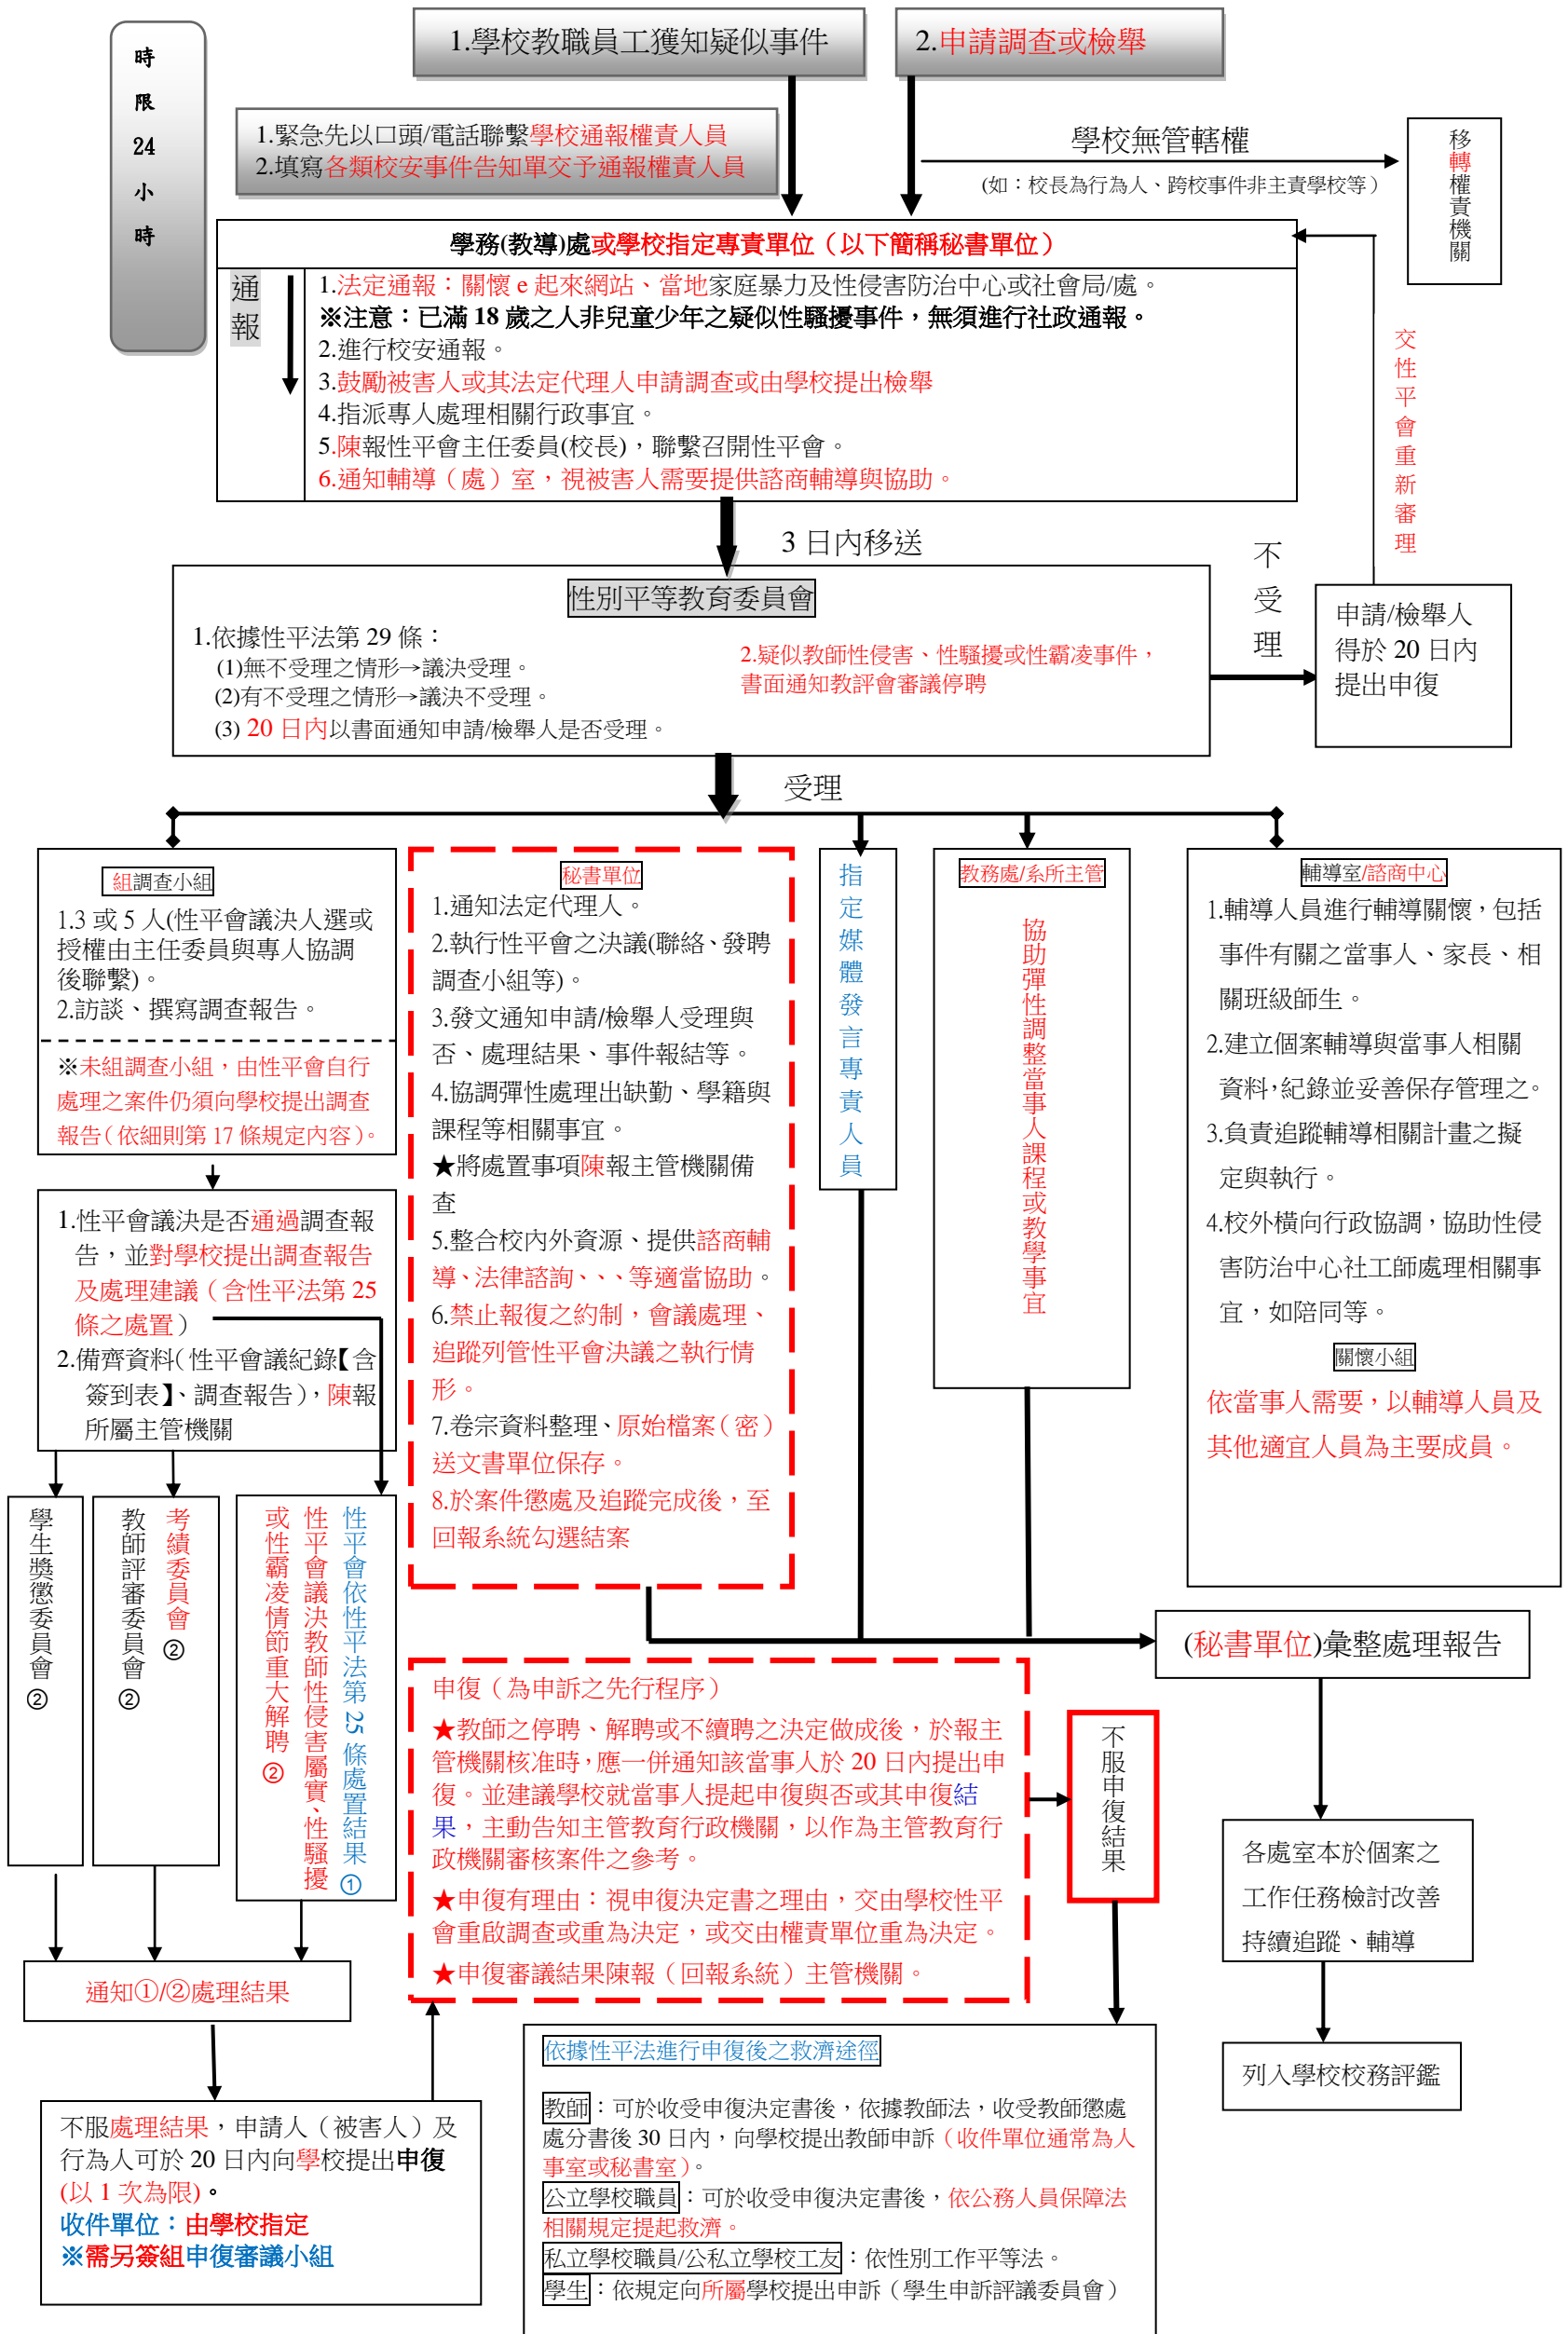 時
限
24
小
時
1.學校教職員工獲知疑似事件
2.申請調查或檢舉
1.緊急先以口頭/電話聯繫學校通報權責人員
2.填寫各類校安事件告知單交予通報權責人員
學校無管轄權
(如：校長為行為人、跨校事件非主責學校等）
移轉權責機關
學務(教導)處或學校指定專責單位（以下簡稱秘書單位）
通報
1.法定通報：關懷 e 起來網站、當地家庭暴力及性侵害防治中心或社會局/處。
※注意：已滿 18 歲之人非兒童少年之疑似性騷擾事件，無須進行社政通報。
2.進行校安通報。
3.鼓勵被害人或其法定代理人申請調查或由學校提出檢舉
4.指派專人處理相關行政事宜。
5.陳報性平會主任委員(校長)，聯繫召開性平會。
6.通知輔導（處）室，視被害人需要提供諮商輔導與協助。
交性平會重新審理
3 日內移送
性別平等教育委員會
1.依據性平法第 29 條：
(1)無不受理之情形→議決受理。
(2)有不受理之情形→議決不受理。
(3) 20 日內以書面通知申請/檢舉人是否受理。
2.疑似教師性侵害、性騷擾或性霸凌事件，
書面通知教評會審議停聘
不受理
申請/檢舉人
得於 20 日內
提出申復
受理
組調查小組
1.3 或 5 人(性平會議決人選或
授權由主任委員與專人協調
後聯繫)。
2.訪談、撰寫調查報告。
※未組調查小組，由性平會自行
處理之案件仍須向學校提出調查
報告（依細則第 17 條規定內容）。
秘書單位
1.通知法定代理人。
2.執行性平會之決議(聯絡、發聘
調查小組等)。
3.發文通知申請/檢舉人受理與
否、處理結果、事件報結等。
4.協調彈性處理出缺勤、學籍與
課程等相關事宜。
★將處置事項陳報主管機關備
查
5.整合校內外資源、提供諮商輔
導、法律諮詢、、、等適當協助。
6.禁止報復之約制，會議處理、
追蹤列管性平會決議之執行情
形。
7.卷宗資料整理、原始檔案（密）
送文書單位保存。
8.於案件懲處及追蹤完成後，至
回報系統勾選結案
指定媒體發言專責人員
教務處/系所主管
協助彈性調整當事人課程或教學事宜
輔導室/諮商中心
1.輔導人員進行輔導關懷，包括
事件有關之當事人、家長、相
關班級師生。
2.建立個案輔導與當事人相關
資料，紀錄並妥善保存管理之。
3.負責追蹤輔導相關計畫之擬
定與執行。
4.校外橫向行政協調，協助性侵
害防治中心社工師處理相關事
宜，如陪同等。
關懷小組
依當事人需要，以輔導人員及
其他適宜人員為主要成員。
1.性平會議決是否通過調查報
告，並對學校提出調查報告
及處理建議（含性平法第 25
條之處置）
2.備齊資料（性平會議紀錄【含
簽到表】、調查報告），陳報
所屬主管機關
學生獎懲委員會②
考績委員會②
教師評審委員會②
性平會依性平法第 25 條處置結果①
性平會議決教師性侵害屬實、性騷擾
或性霸凌情節重大解聘②
(秘書單位)彙整處理報告
申復（為申訴之先行程序）
★教師之停聘、解聘或不續聘之決定做成後，於報主
管機關核准時，應一併通知該當事人於 20 日內提出申
復。並建議學校就當事人提起申復與否或其申復結
果，主動告知主管教育行政機關，以作為主管教育行
政機關審核案件之參考。
★申復有理由：視申復決定書之理由，交由學校性平
會重啟調查或重為決定，或交由權責單位重為決定。
★申復審議結果陳報（回報系統）主管機關。
不服申復結果
各處室本於個案之
工作任務檢討改善
持續追蹤、輔導
列入學校校務評鑑
通知①/②處理結果
不服處理結果，申請人（被害人）及
行為人可於 20 日內向學校提出申復
(以 1 次為限)。
收件單位：由學校指定
※需另簽組申復審議小組
依據性平法進行申復後之救濟途徑
教師：可於收受申復決定書後，依據教師法，收受教師懲處
處分書後 30 日內，向學校提出教師申訴（收件單位通常為人
事室或秘書室）。
公立學校職員：可於收受申復決定書後，依公務人員保障法
相關規定提起救濟。
私立學校職員/公私立學校工友：依性別工作平等法。
學生：依規定向所屬學校提出申訴（學生申訴評議委員會）